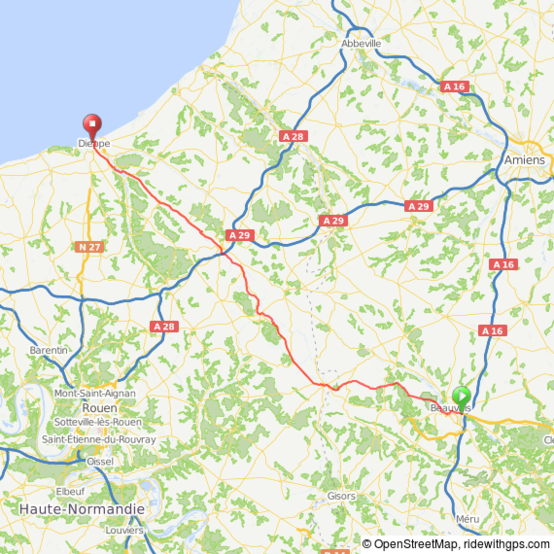 Abbeville
A 16
A 28
Dieppe
Amiens
A 29
A 29
A 29
N 27
A 16
A 28
A 16
Barentin
Mont-Saint-Aignan
Rouen
Beauvais
Sotteville-lès-Rouen
Saint-Étienne-du-Rouvray
Oissel
Elbeuf
Gisors
Haute-Normandie
Méru
Louviers
© OpenStreetMap, ridewithgps.com